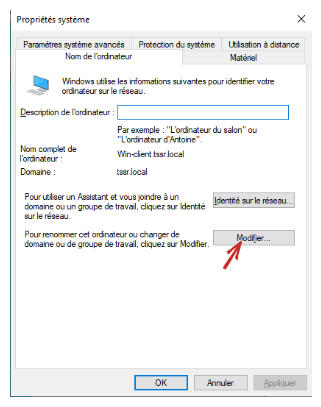 Propriétés système
Paramètres système avancés
Protection du système
Utilisation à distance
Nom de l'ordinateur
Matériel
Windows utilise les informations suivantes pour identifier votre
ordinateur sur le réseau.
Description de l'ordinateur :
Par exemple : "L'ordinateur du salon" ou
"L'ordinateur d'Antoine".
Nom complet de
l'ordinateur :
Win-client.tssr.local
Domaine :
tssr.local
Pour utiliser un Assistant et vous joindre à un
domaine ou un groupe de travail, cliquez sur Identité
sur le réseau.
Identité sur le réseau...
Pour renommer cet ordinateur ou changer de
domaine ou de groupe de travail, cliquez sur Modifier.
Modifier...
OK
Annuler
Appliquer